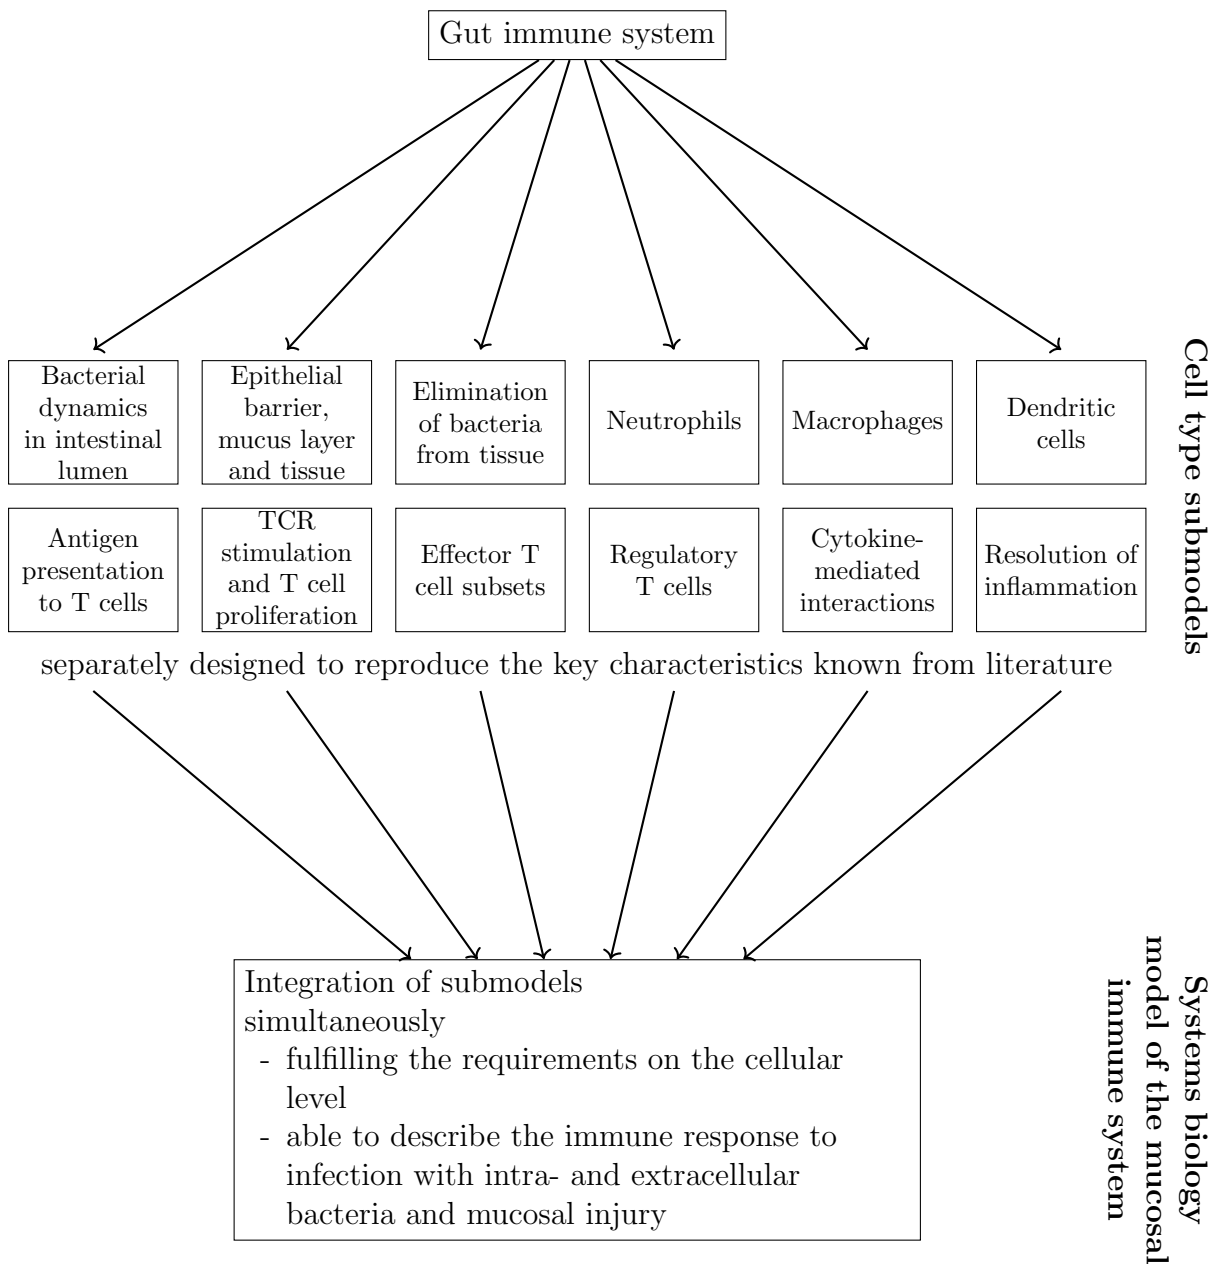 Gut immune system
Bacterial
dynamics
in intestinal
lumen
Epithelial
barrier,
mucus layer
and tissue
Elimination
of bacteria
from tissue
Neutrophils
Macrophages
Dendritic
cells
Antigen
presentation
to T cells
TCR
stimulation
and T cell
proliferation
Effector T
cell subsets
Regulatory
T cells
Cytokine-
mediated
interactions
Resolution of
inflammation
Cell type submodels
separately designed to reproduce the key characteristics known from literature
Integration of submodels
simultaneously
- fulfilling the requirements on the cellular
level
- able to describe the immune response to
infection with intra- and extracellular
bacteria and mucosal injury
Systems biology
model of the mucosal
immune system